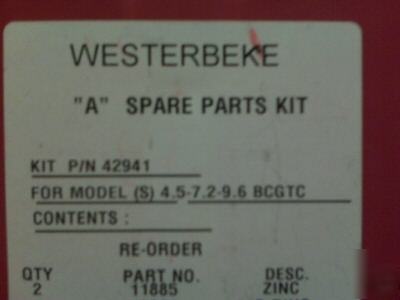 WESTERBEKE
"A" SPARE PARTS KIT
KIT P/N 42941
FOR MODEL (S) 4.5-7.2-9.6 BCGTC
CONTENTS :
RE-ORDER
QTY PART NO. DESC.
2 11885 ZINC